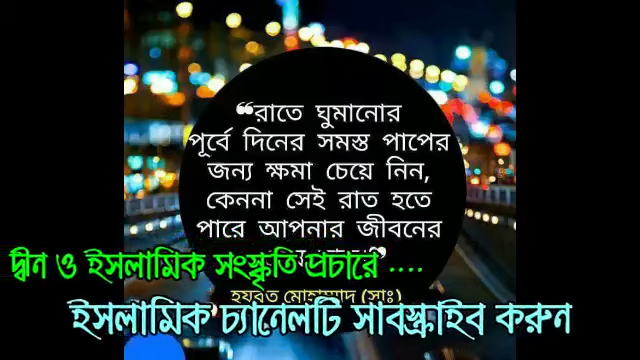 ❝রাতে ঘুমানোর
পূর্বে দিনের সমস্ত পাপের
জন্য ক্ষমা চেয়ে নিন,
কেননা সেই রাত হতে
পারে আপনার জীবনের
দ্বীন ও ইসলামিক সংস্কৃতি প্রচারে ....
হযরত মোহাম্মাদ (সাঃ)
ইসলামিক চ্যানেলটি সাবস্ক্রাইব করুন